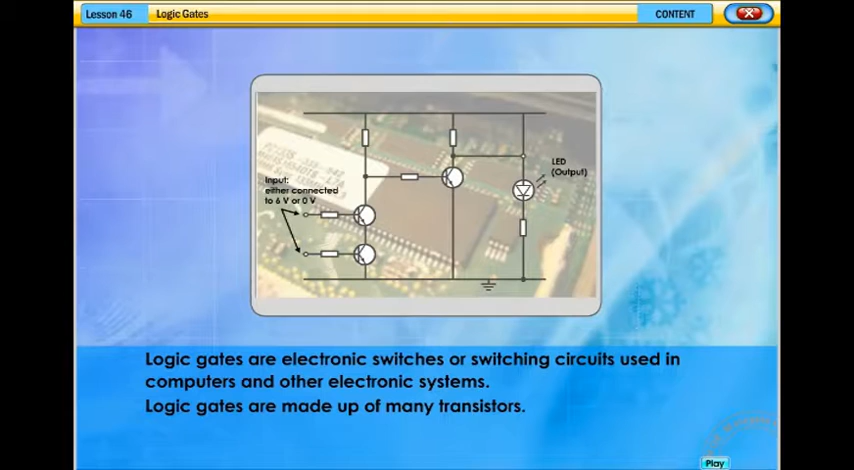 Lesson 46
Logic Gates
CONTENT
LED
(Output)
Input:
either connected
to 6 V or 0 V
Logic gates are electronic switches or switching circuits used in
computers and other electronic systems.
Logic gates are made up of many transistors.
Play